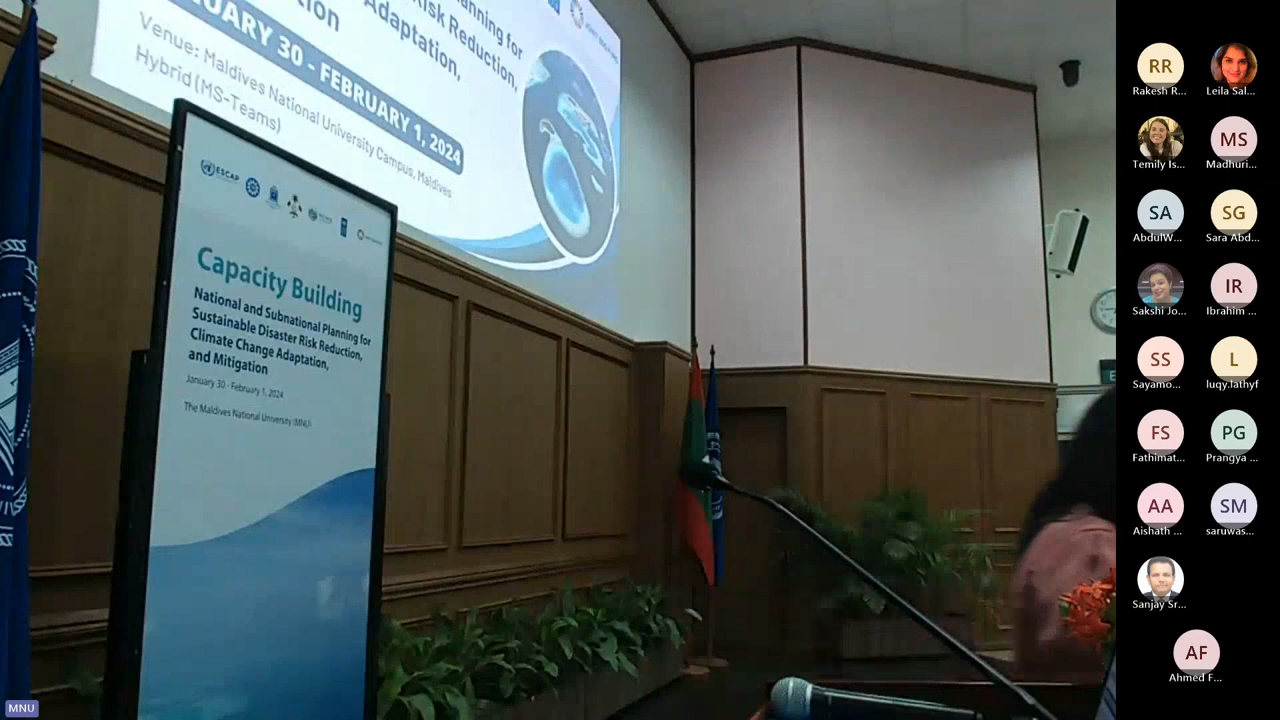 anning for
Risk Reduction,
Adaptation,
tion
UARY 30 - FEBRUARY 1, 2024
Venue: Maldives National University Campus, Maldives
Hybrid (MS-Teams)
ESCAP
Capacity Building
National and Subnational Planning for
Sustainable Disaster Risk Reduction,
Climate Change Adaptation,
and Mitigation
January 30 - February 1, 2024
The Maldives National University (MNU)
MNU
RR
Rakesh R...
Leila Sal...
Temily Is...
MS
Madhuri...
SA
AbdulW...
SG
Sara Abd...
Sakshi Jo...
IR
Ibrahim ...
SS
Sayamo...
L
luqy.lathyf
FS
Fathimat...
PG
Prangya ...
AA
Aishath ...
SM
saruwas...
Sanjay Sr...
AF
Ahmed F...